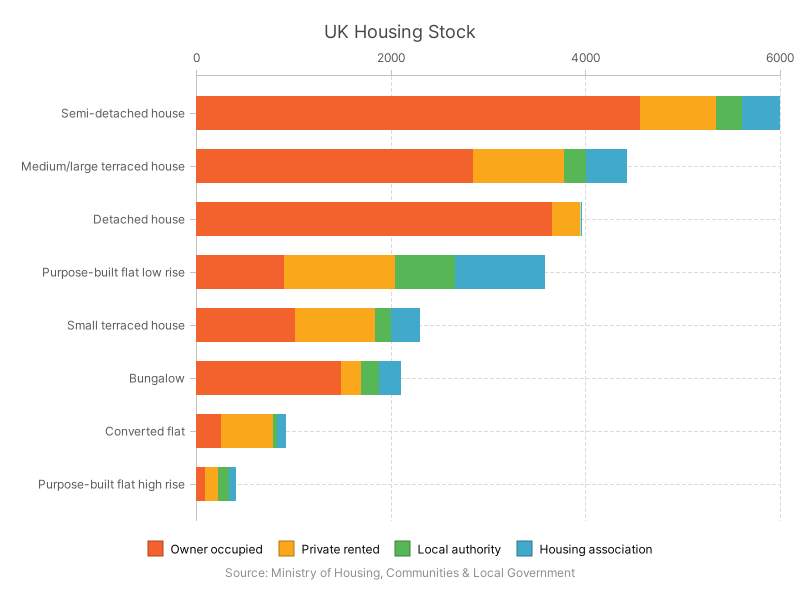 UK Housing Stock
0 2000 4000 6000
Semi-detached house
Medium/large terraced house
Detached house
Purpose-built flat low rise
Small terraced house
Bungalow
Converted flat
Purpose-built flat high rise
Owner occupied Private rented Local authority Housing association
Source: Ministry of Housing, Communities & Local Government